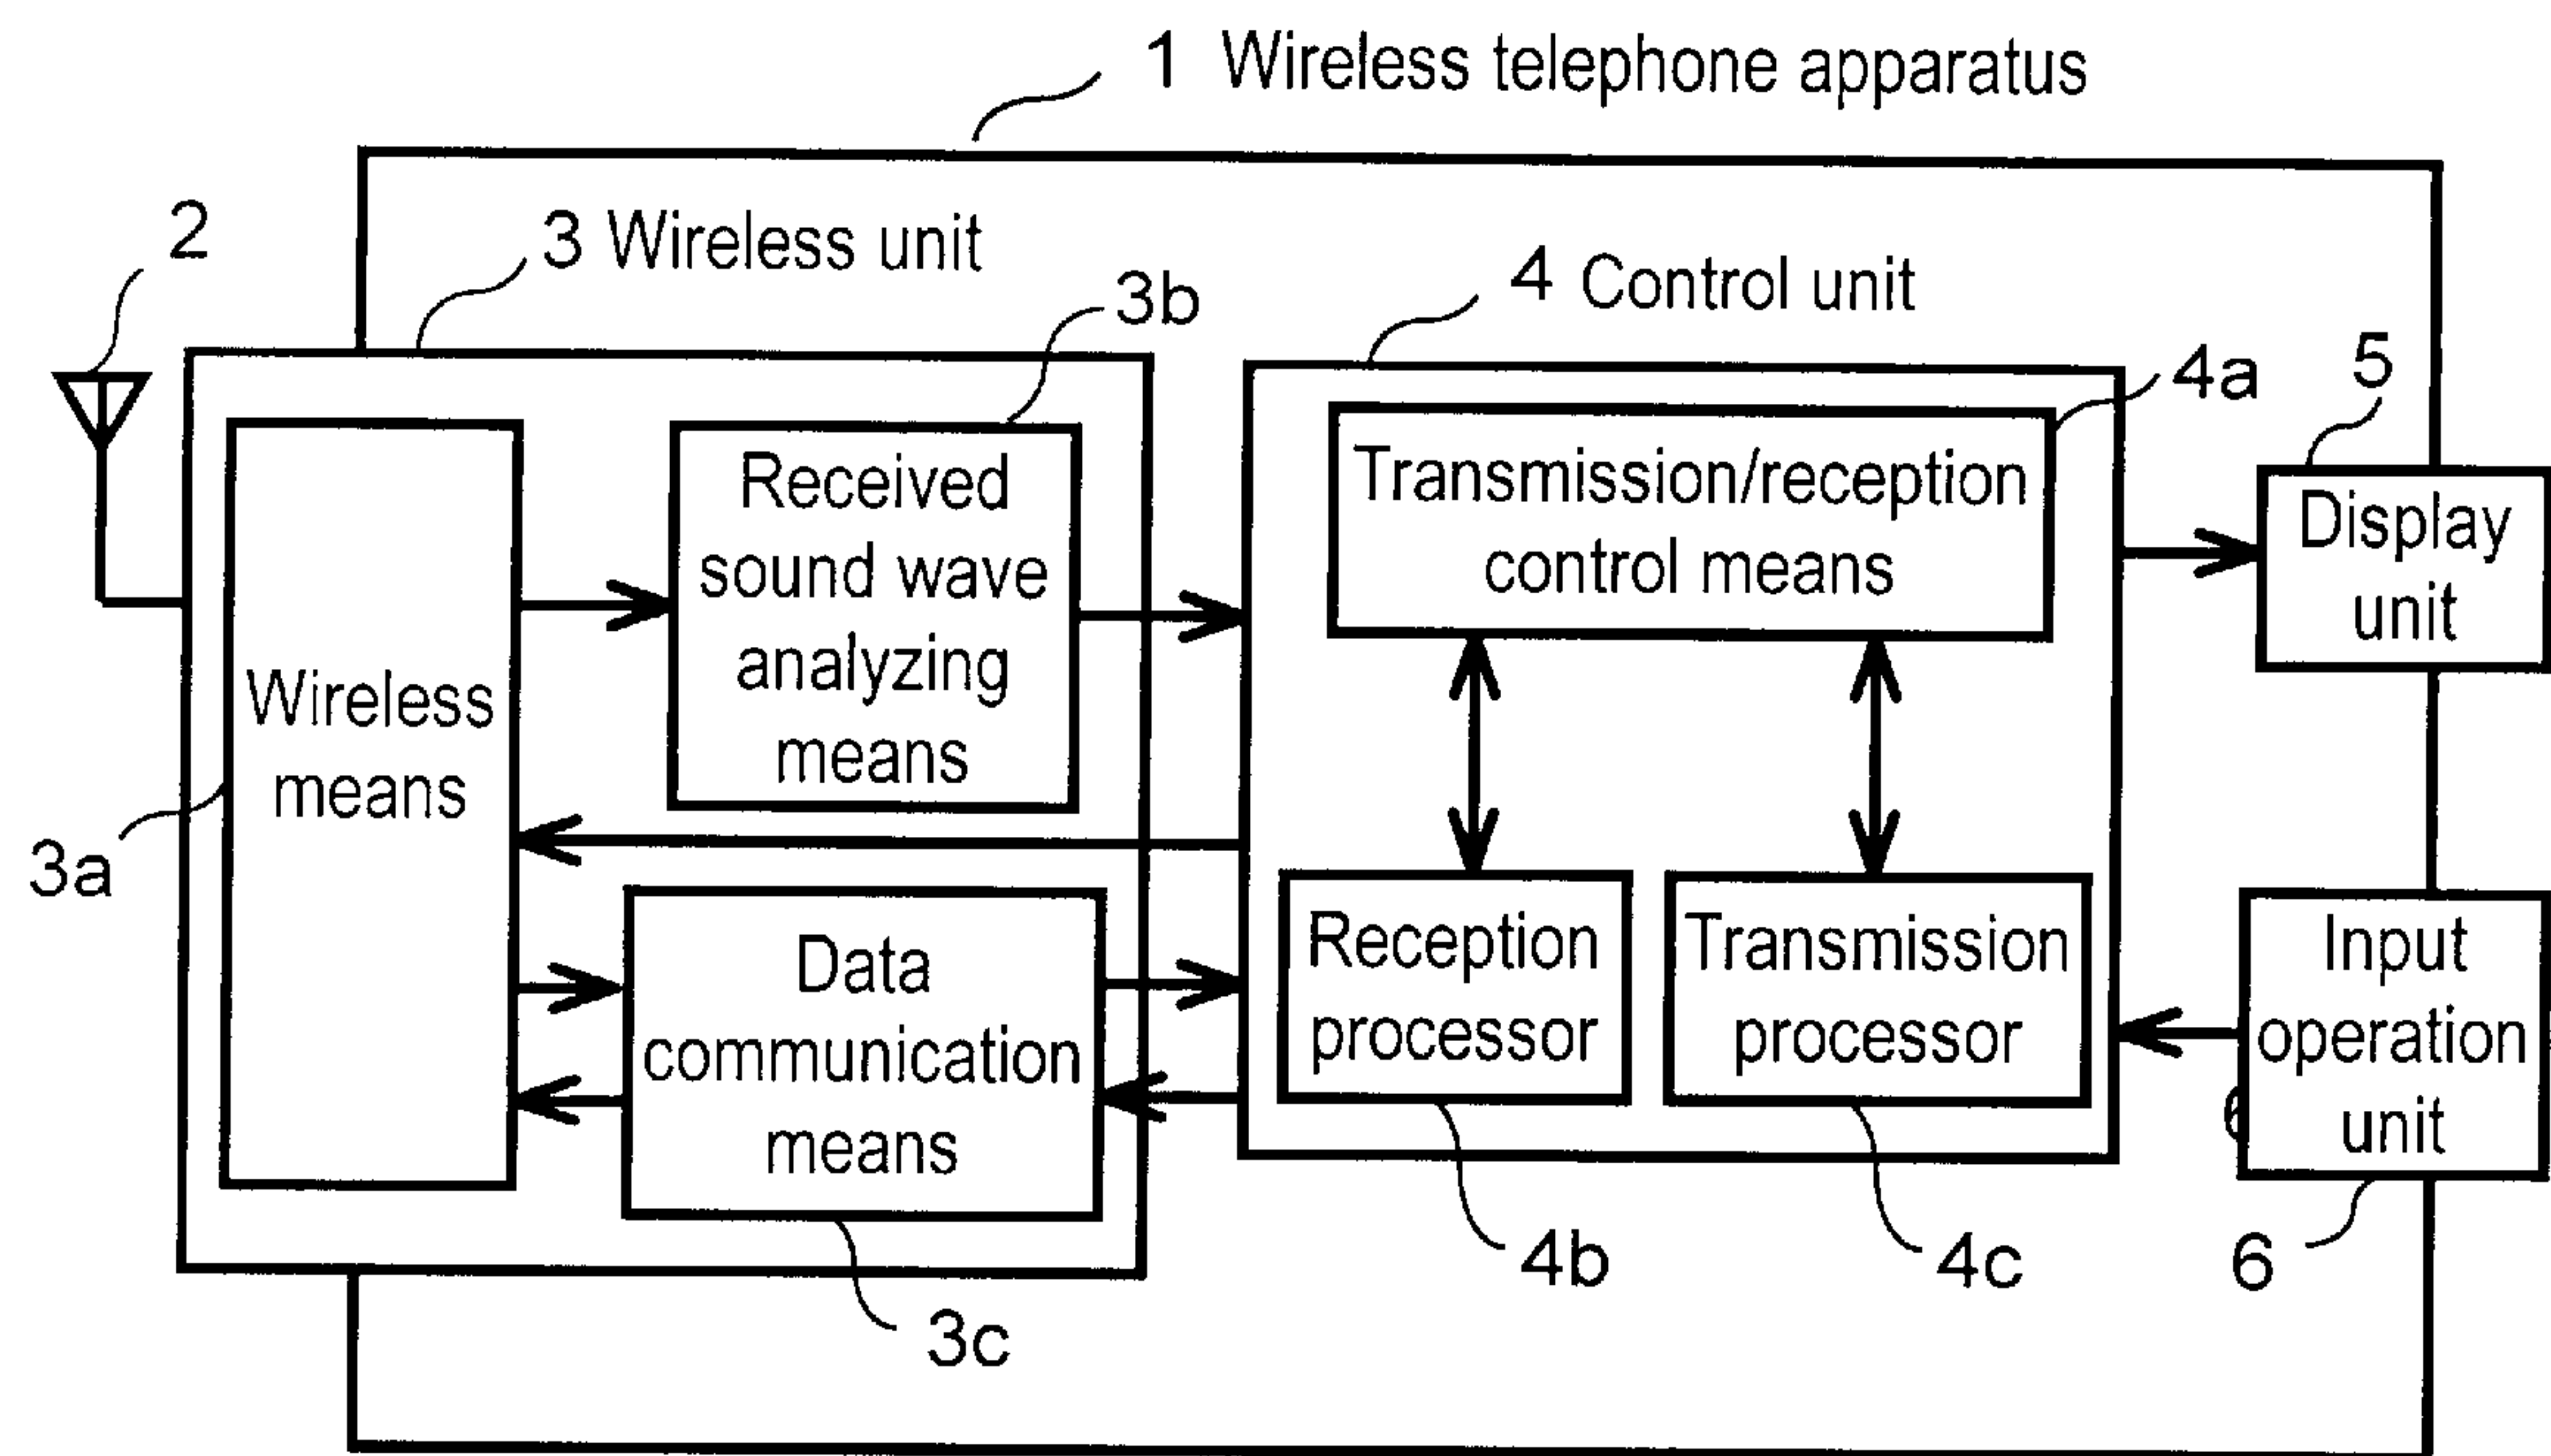 1 Wireless telephone apparatus
2
3 Wireless unit
3b
4 Control unit
4a
5
Received
sound wave
analyzing
means
Transmission/reception
control means
Display
unit
Wireless
means
3a
Data
communication
means
Reception
processor
Transmission
processor
Input
operation
unit
3c
4b
4c
6